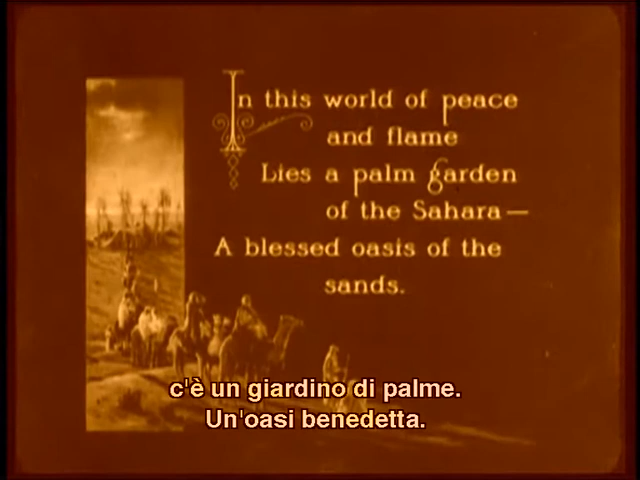 In this world of peace
and flame
Lies a palm garden
of the Sahara—
A blessed oasis of the
sands.
c'è un giardino di palme.
Un'oasi benedetta.